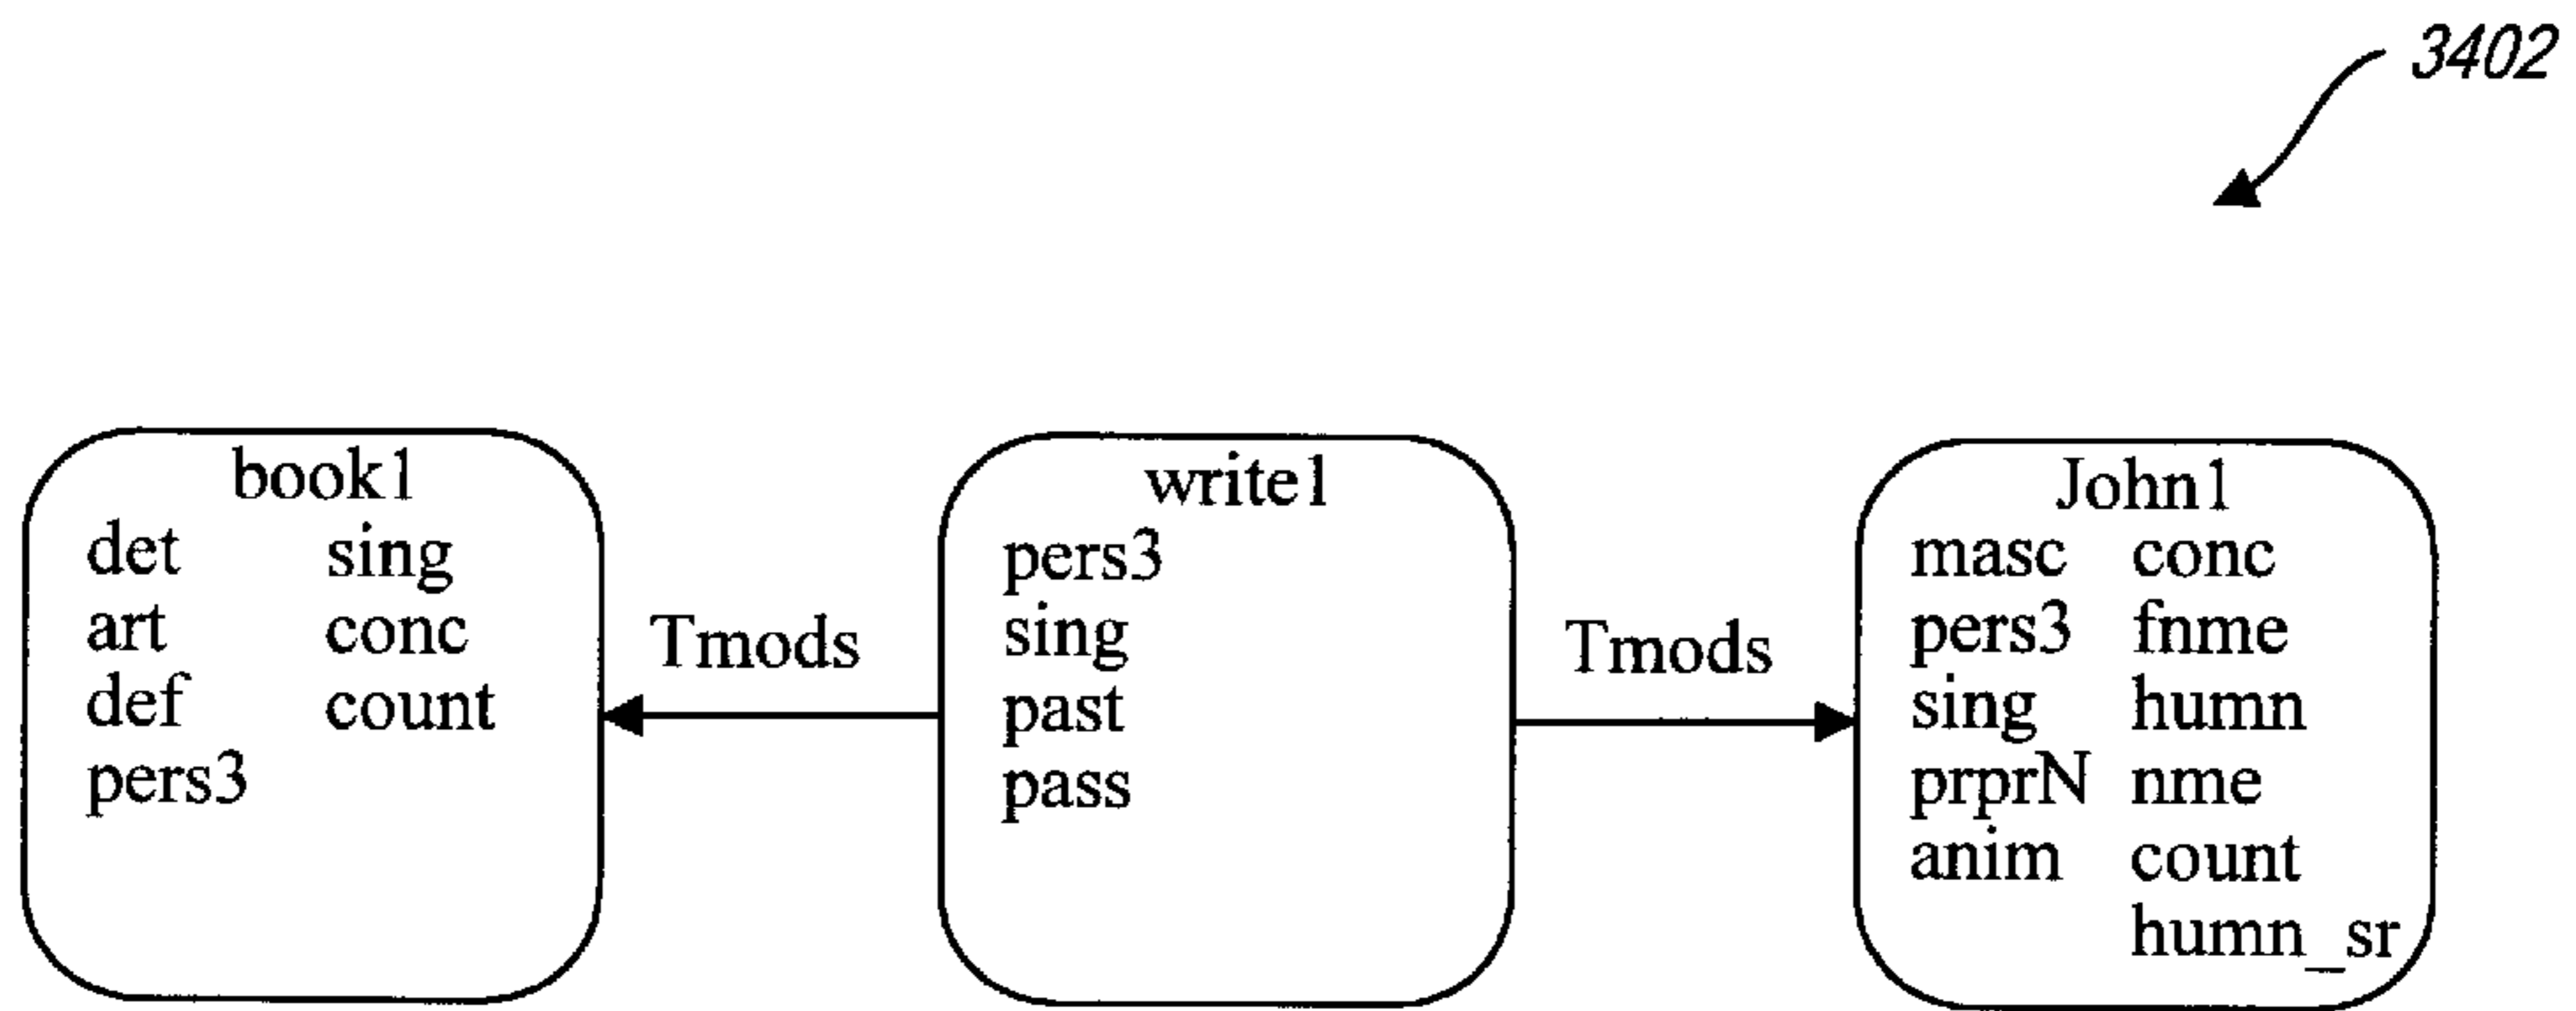 3402
book1
det sing
art conc
def count
pers3
Tmods
write1
pers3
sing
past
pass
Tmods
John1
masc conc
pers3 fnme
sing humn
prprN nme
anim count
humn_sr